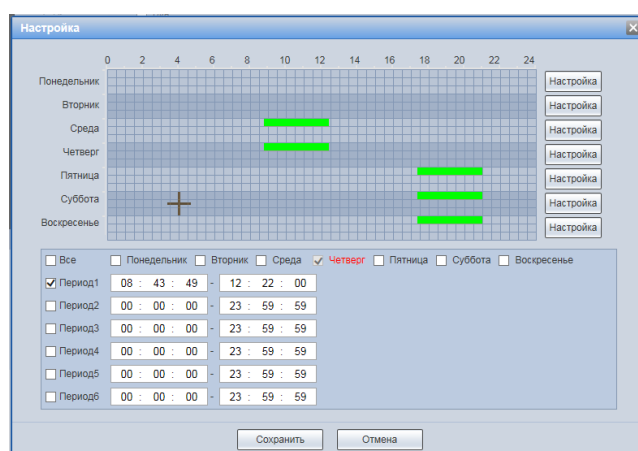 Настройка
0 2 4 6 8 10 12 14 16 18 20 22 24
Понедельник Настройка
Вторник Настройка
Среда Настройка
Четверг Настройка
Пятница Настройка
Суббота Настройка
Воскресенье Настройка
Все Понедельник Вторник Среда Четверг Пятница Суббота Воскресенье
Период1 08 : 43 : 49 - 12 : 22 : 00
Период2 00 : 00 : 00 - 23 : 59 : 59
Период3 00 : 00 : 00 - 23 : 59 : 59
Период4 00 : 00 : 00 - 23 : 59 : 59
Период5 00 : 00 : 00 - 23 : 59 : 59
Период6 00 : 00 : 00 - 23 : 59 : 59
Сохранить Отмена